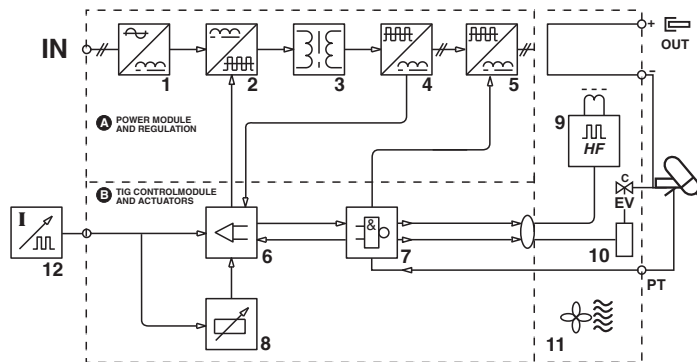 IN
1
2
3
4
5
+
OUT
-
A POWER MODULE
AND REGULATION
9
HF
B TIG CONTROLMODULE
AND ACTUATORS
C
EV
I
12
&
6
7
10
PT
8
11